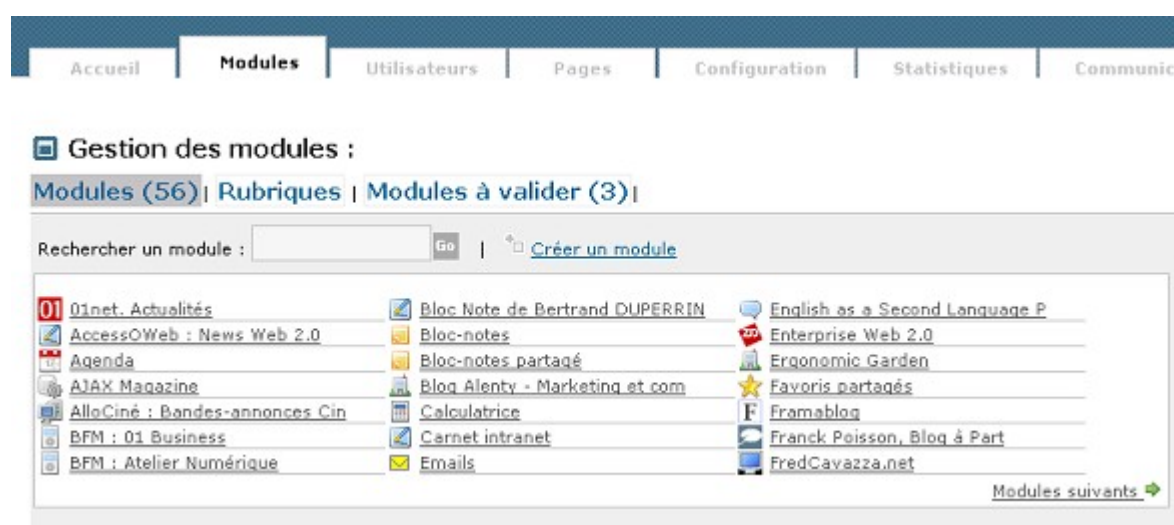 Accueil Modules Utilisateurs Pages Configuration Statistiques Communic
Gestion des modules :
Modules (56) | Rubriques | Modules à valider (3) |
Rechercher un module : Go | Créer un module
01 01net. Actualités Bloc Note de Bertrand DUPERRIN English as a Second Language P
AccessOWeb : News Web 2.0 Bloc-notes ZIP Enterprise Web 2.0
Agenda Bloc-notes partagé Ergonomic Garden
AJAX Magazine Blog Alenty - Marketing et com Favoris partagés
AlloCiné : Bandes-annonces Cin Calculatrice F Framablog
BFM : 01 Business Carnet intranet Franck Poisson, Blog à Part
BFM : Atelier Numérique Emails FredCavazza.net
Modules suivants